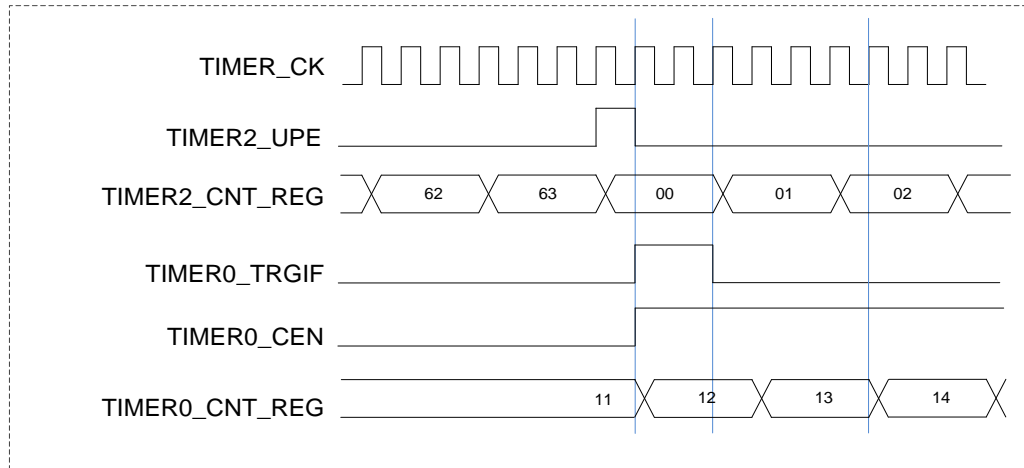 TIMER_CK
TIMER2_UPE
TIMER2_CNT_REG 62 63 00 01 02
TIMER0_TRGIF
TIMER0_CEN
TIMER0_CNT_REG 11 12 13 14